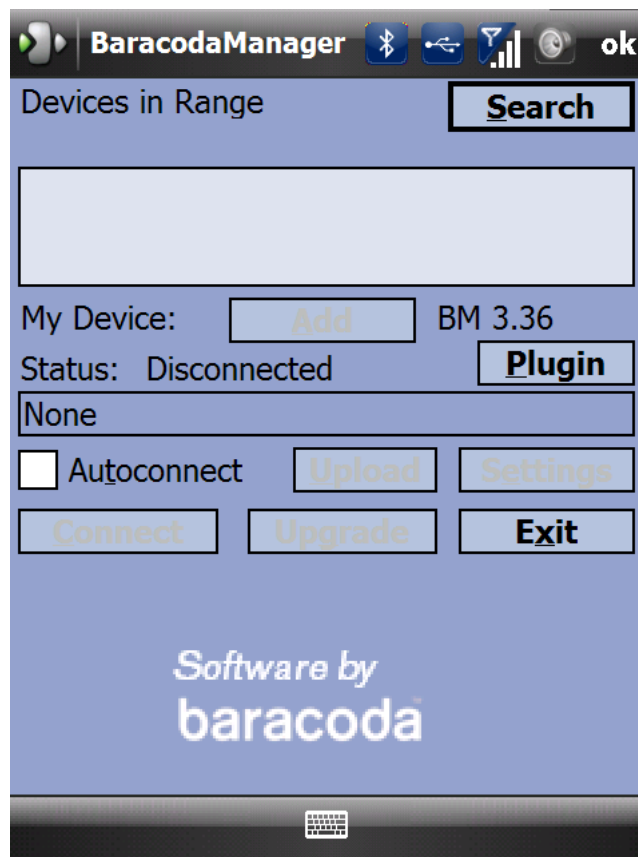 BaracodaManager ok
Devices in Range Search
My Device: Add BM 3.36
Status: Disconnected Plugin
None
Autoconnect Upload Settings
Connect Upgrade Exit
Software by
baracoda